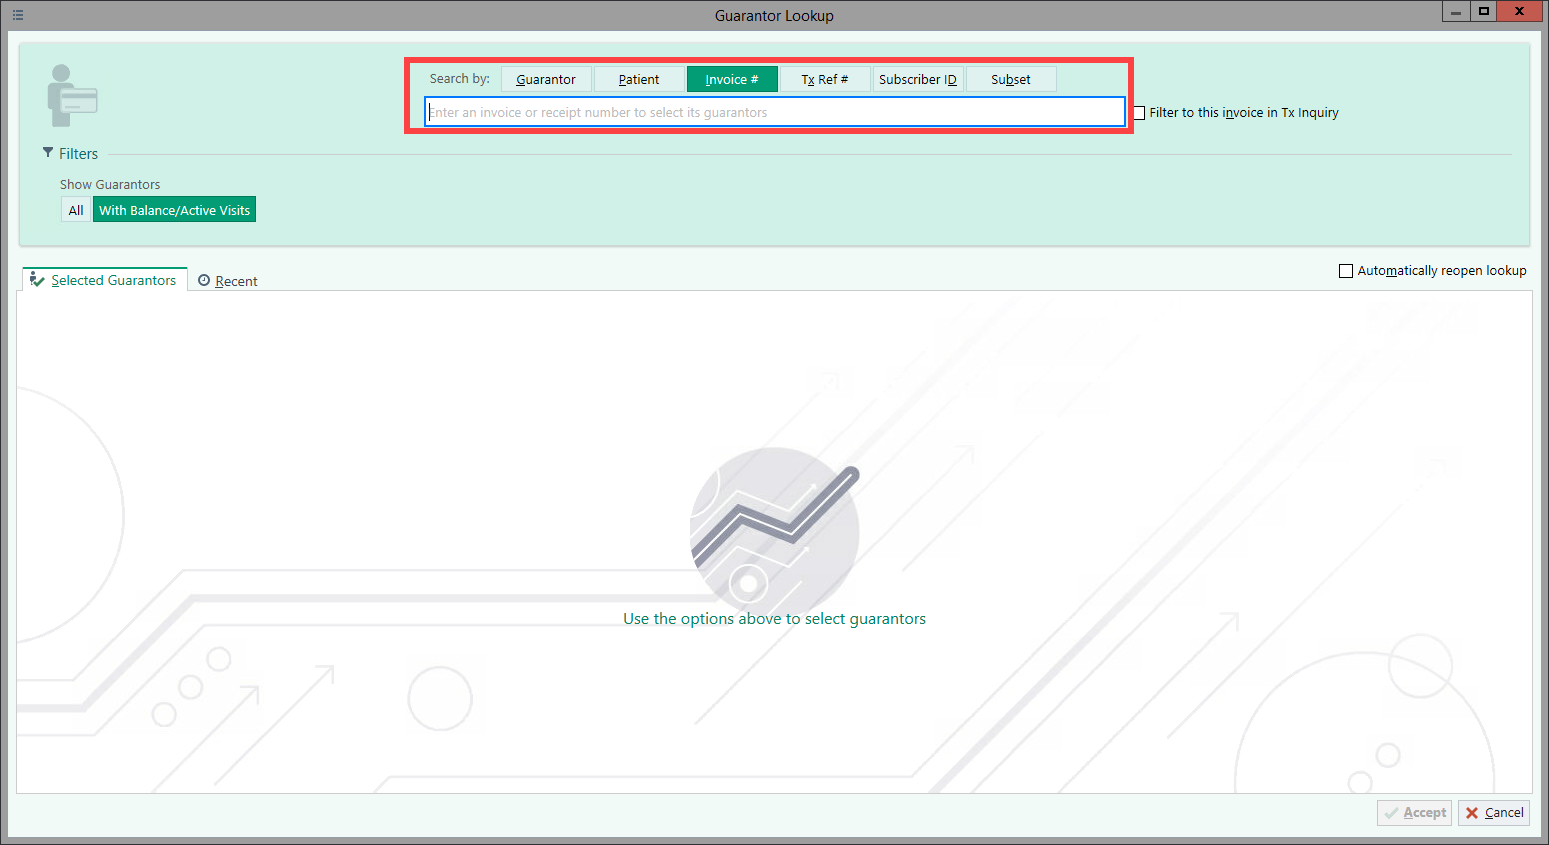 Guarantor Lookup
X
Search by: Guarantor Patient Invoice # Tx Ref # Subscriber ID Subset
Enter an invoice or receipt number to select its guarantors
Filter to this invoice in Tx Inquiry
Filters
Show Guarantors
All With Balance/Active Visits
Selected Guarantors Recent
Automatically reopen lookup
Use the options above to select guarantors
Accept Cancel